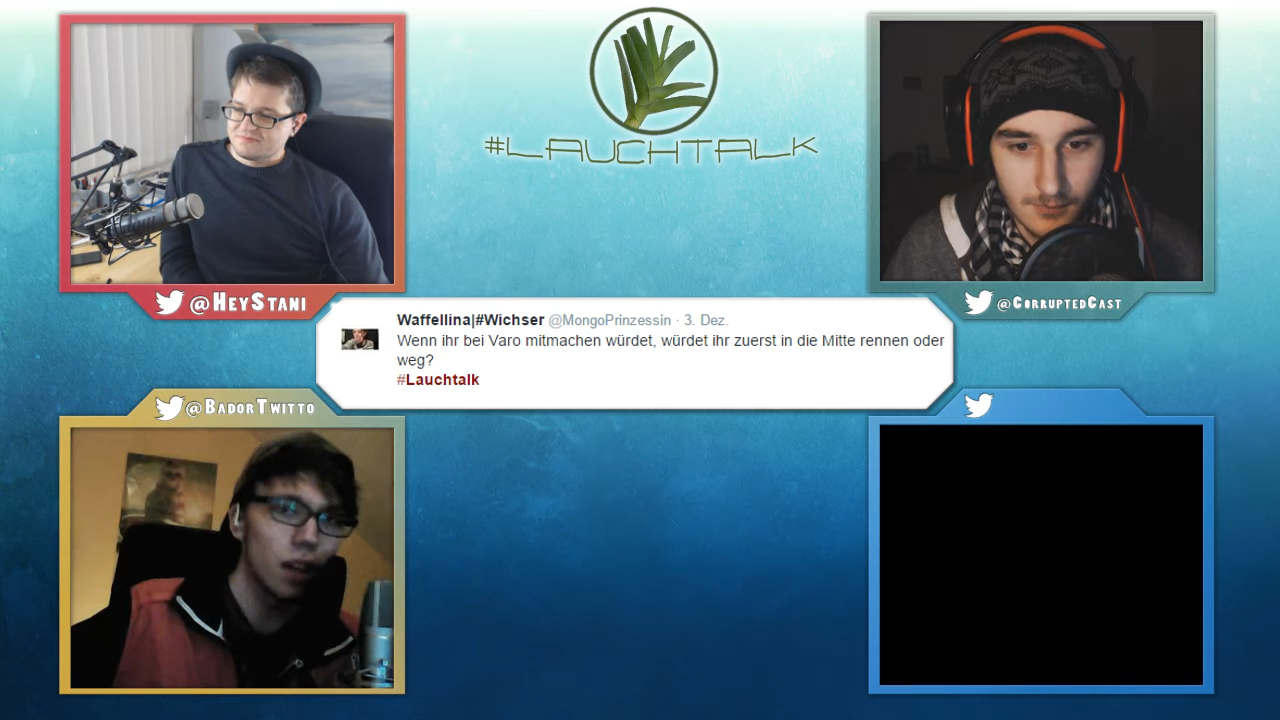 #LAUCHTALK
@HeyStani
@CorruptedCast
Waffellina|#Wichser @MongoPrinzessin · 3. Dez.
Wenn ihr bei Varo mitmachen würdet, würdet ihr zuerst in die Mitte rennen oder
weg?
#Lauchtalk
@BadorTwitto